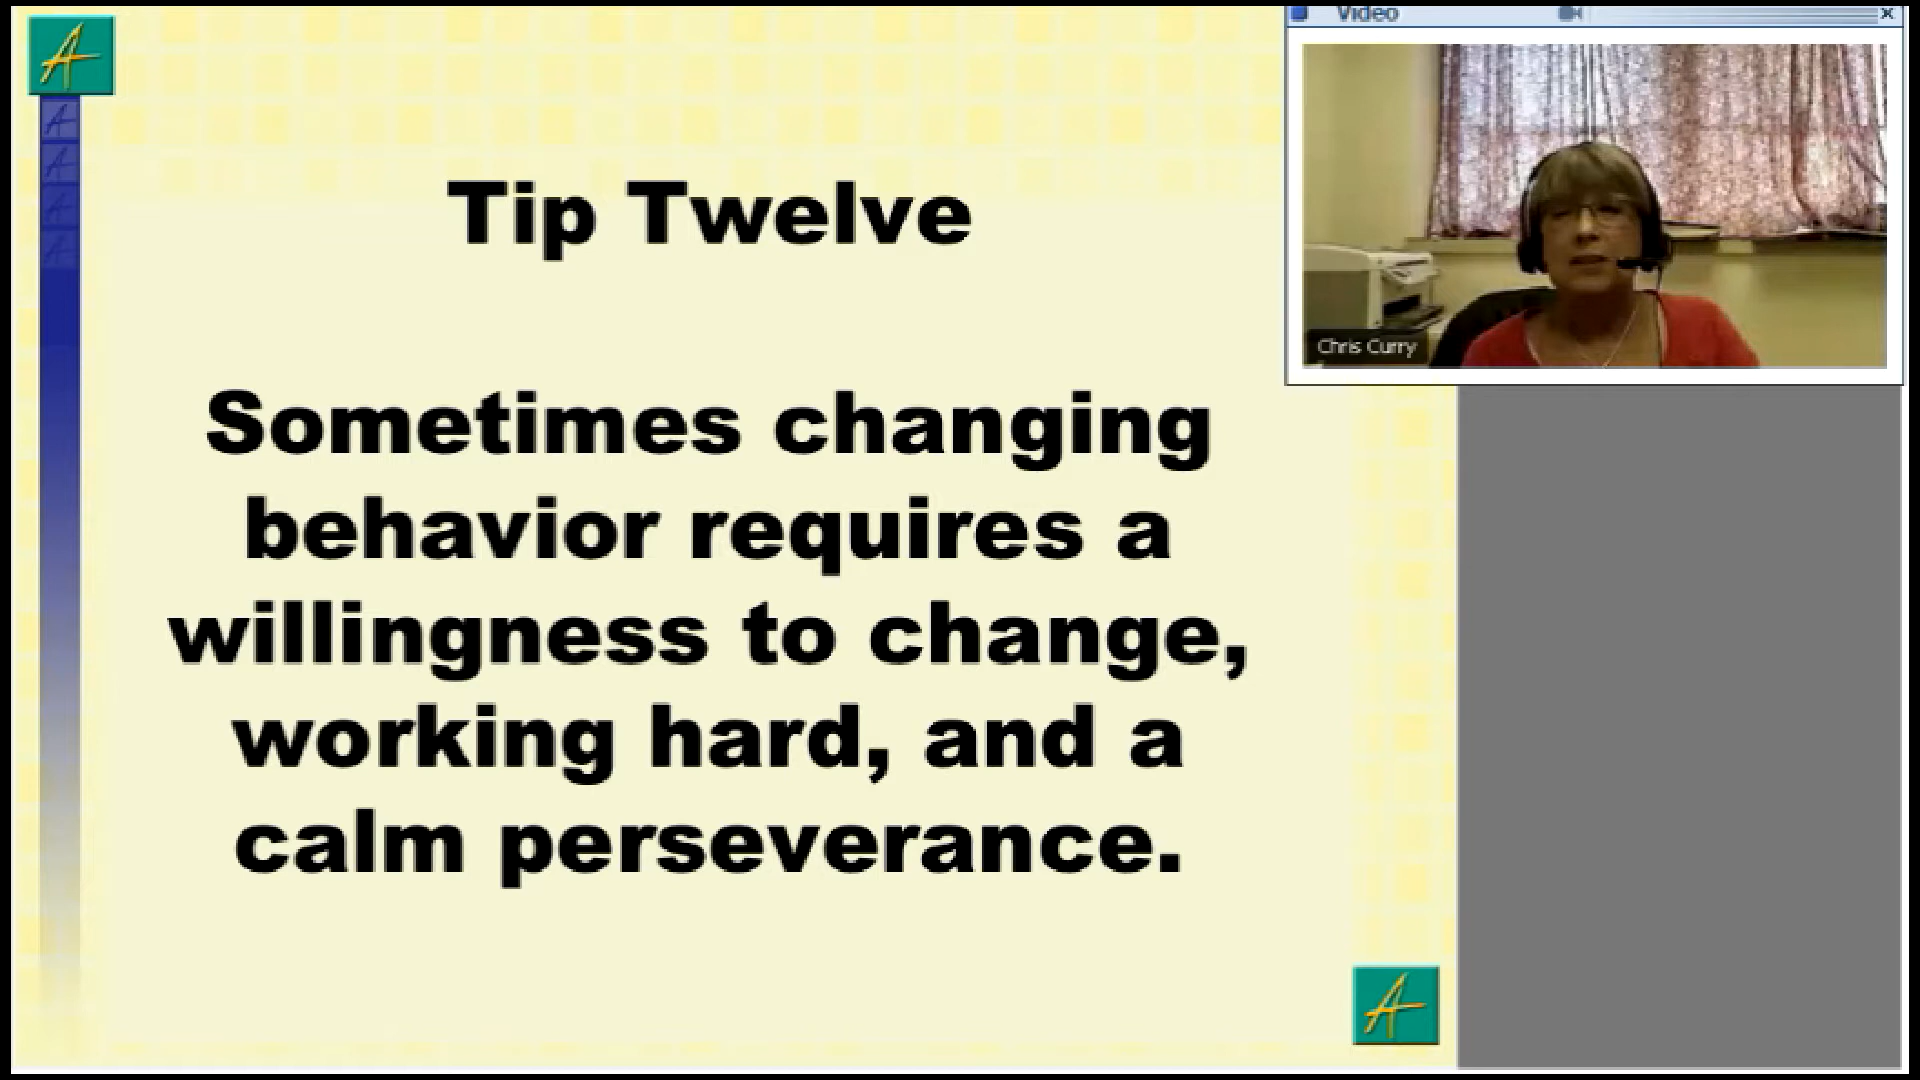 Video
Tip Twelve
Chris Curry
Sometimes changing
behavior requires a
willingness to change,
working hard, and a
calm perseverance.